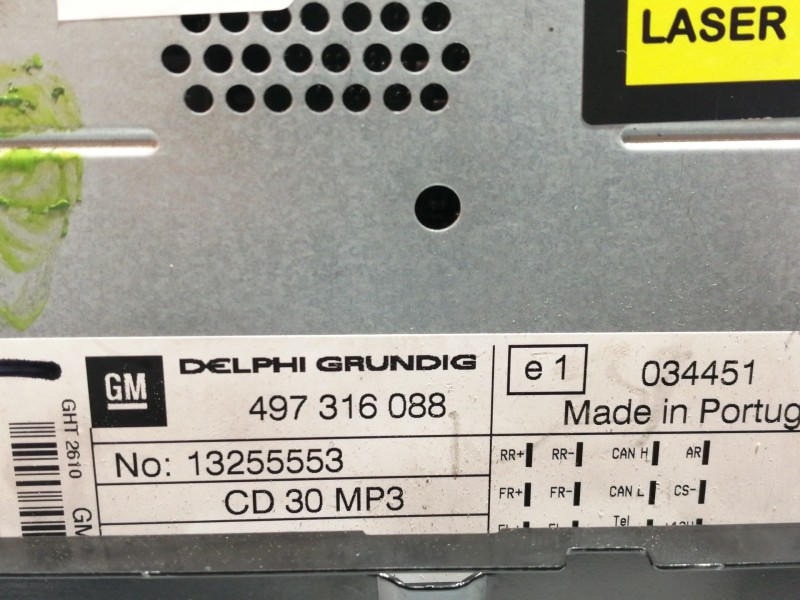 LASER
GM
DELPHI GRUNDIG
497 316 088
e 1
034451
Made in Portug
No: 13255553
CD 30 MP3
RR+ RR- CAN H AR
FR+ FR- CAN L CS-
Tel
GHT 2610
GM